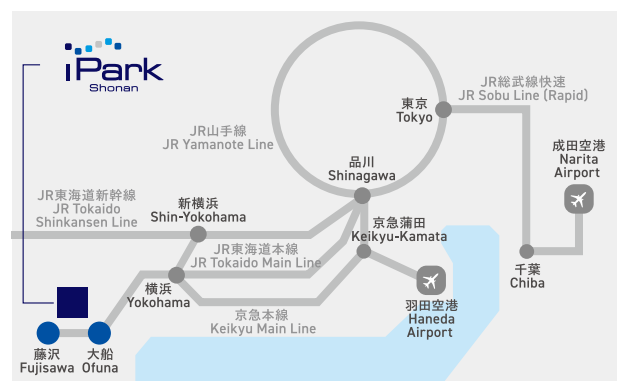 iPark
Shonan
JR総武線快速
JR Sobu Line (Rapid)
東京
Tokyo
JR山手線
JR Yamanote Line
成田空港
Narita
Airport
品川
Shinagawa
JR東海道新幹線
JR Tokaido
Shinkansen Line
新横浜
Shin-Yokohama
京急蒲田
Keikyu-Kamata
JR東海道本線
JR Tokaido Main Line
千葉
Chiba
横浜
Yokohama
京急本線
Keikyu Main Line
羽田空港
Haneda
Airport
藤沢
Fujisawa
大船
Ofuna